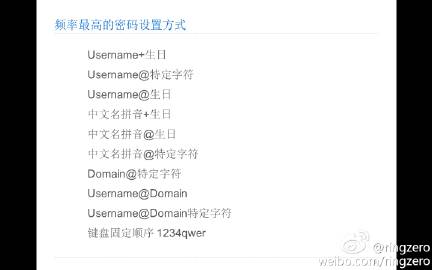 频率最高的密码设置方式
Username+生日
Username@特定字符
Username@生日
中文名拼音+生日
中文名拼音@生日
中文名拼音@特定字符
Domain@特定字符
Username@Domain
Username@Domain特定字符
键盘固定顺序 1234qwer
@ringzero
weibo.com/ringzero